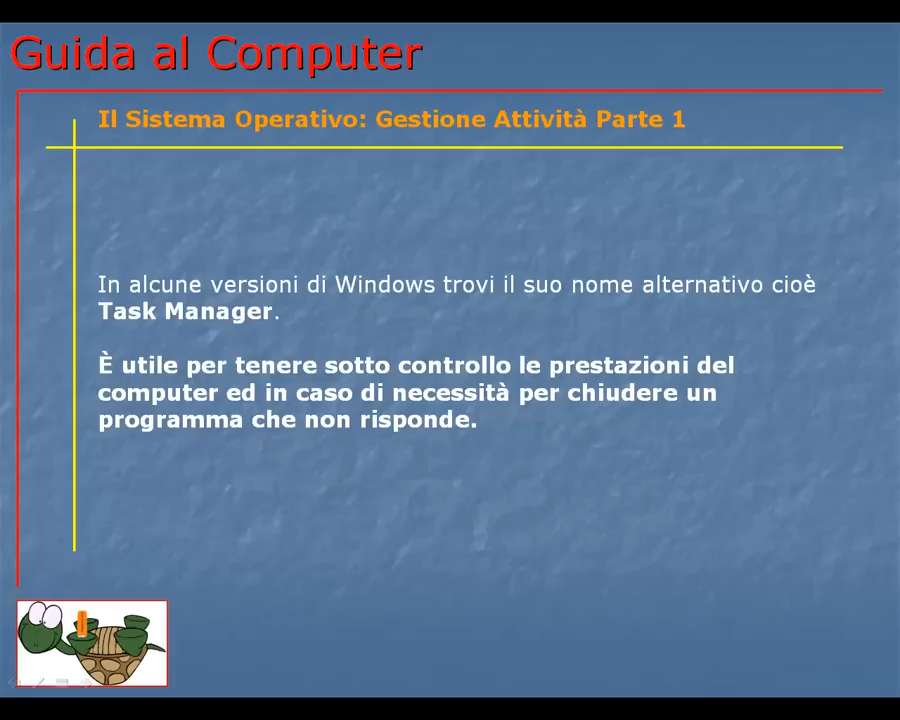 Guida al Computer
Il Sistema Operativo: Gestione Attività Parte 1
In alcune versioni di Windows trovi il suo nome alternativo cioè
Task Manager.
È utile per tenere sotto controllo le prestazioni del
computer ed in caso di necessità per chiudere un
programma che non risponde.